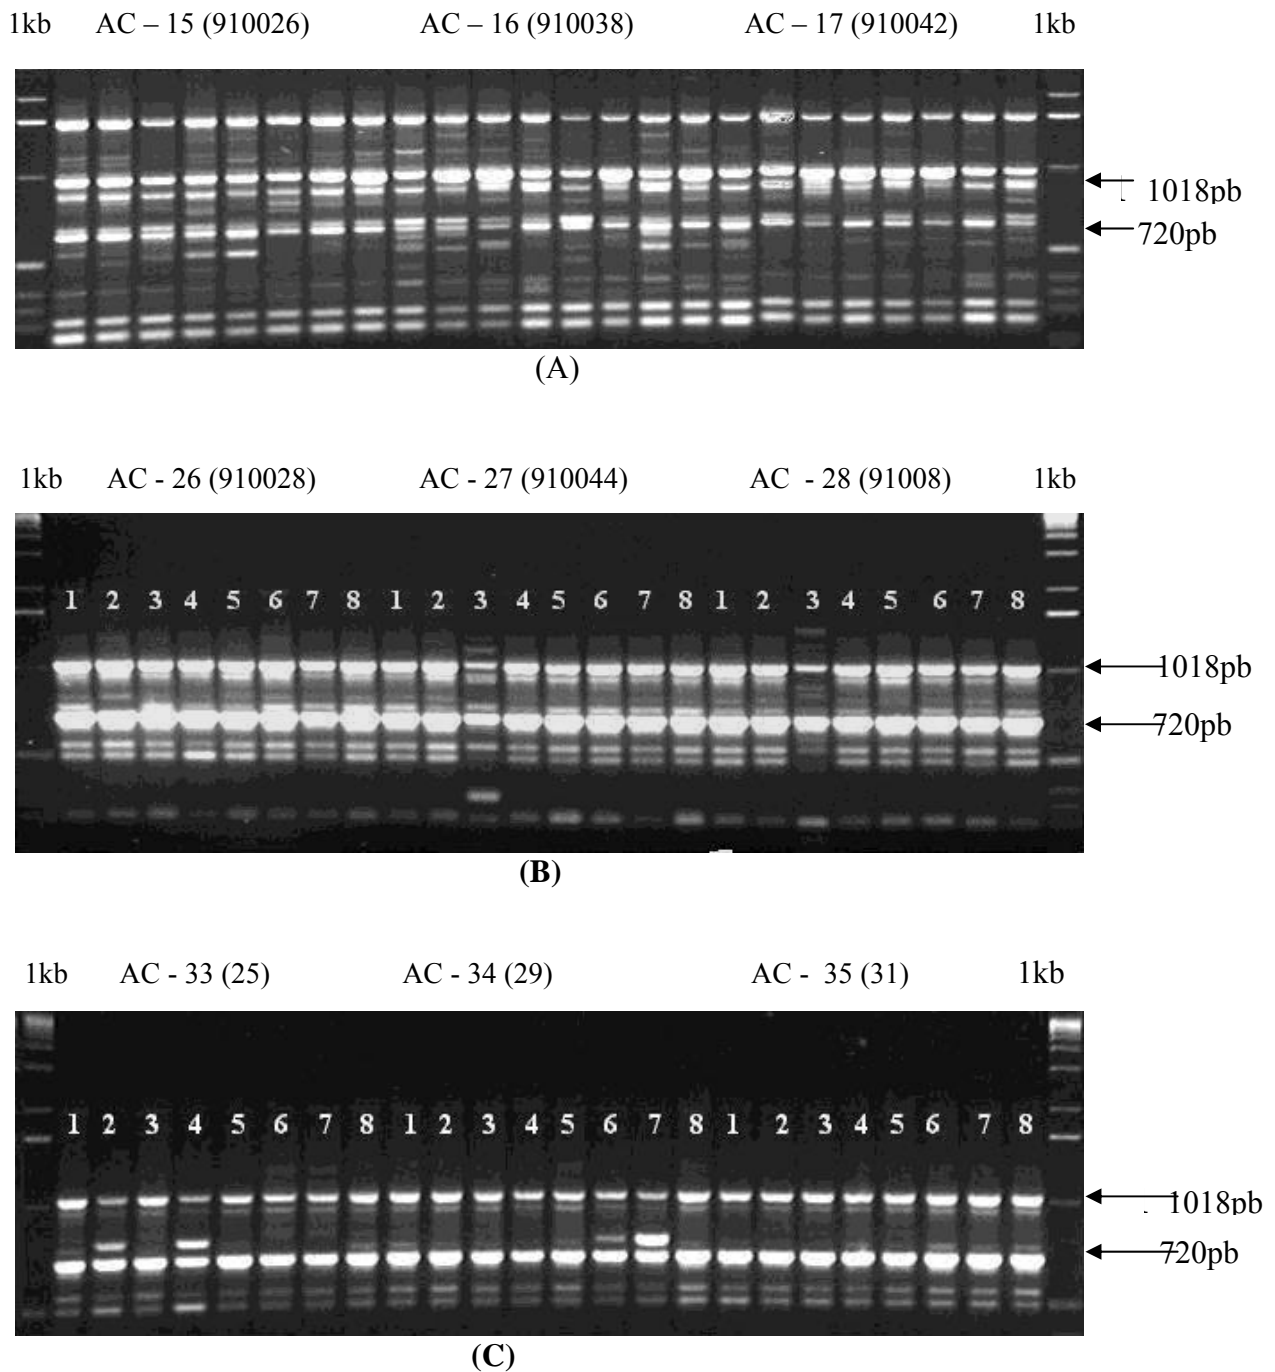 1kb AC – 15 (910026) AC – 16 (910038) AC – 17 (910042) 1kb
1018pb
720pb
(A)
1kb AC - 26 (910028) AC - 27 (910044) AC - 28 (91008) 1kb
1 2 3 4 5 6 7 8 1 2 3 4 5 6 7 8 1 2 3 4 5 6 7 8
1018pb
720pb
(B)
1kb AC - 33 (25) AC - 34 (29) AC - 35 (31) 1kb
1 2 3 4 5 6 7 8 1 2 3 4 5 6 7 8 1 2 3 4 5 6 7 8
1018pb
720pb
(C)